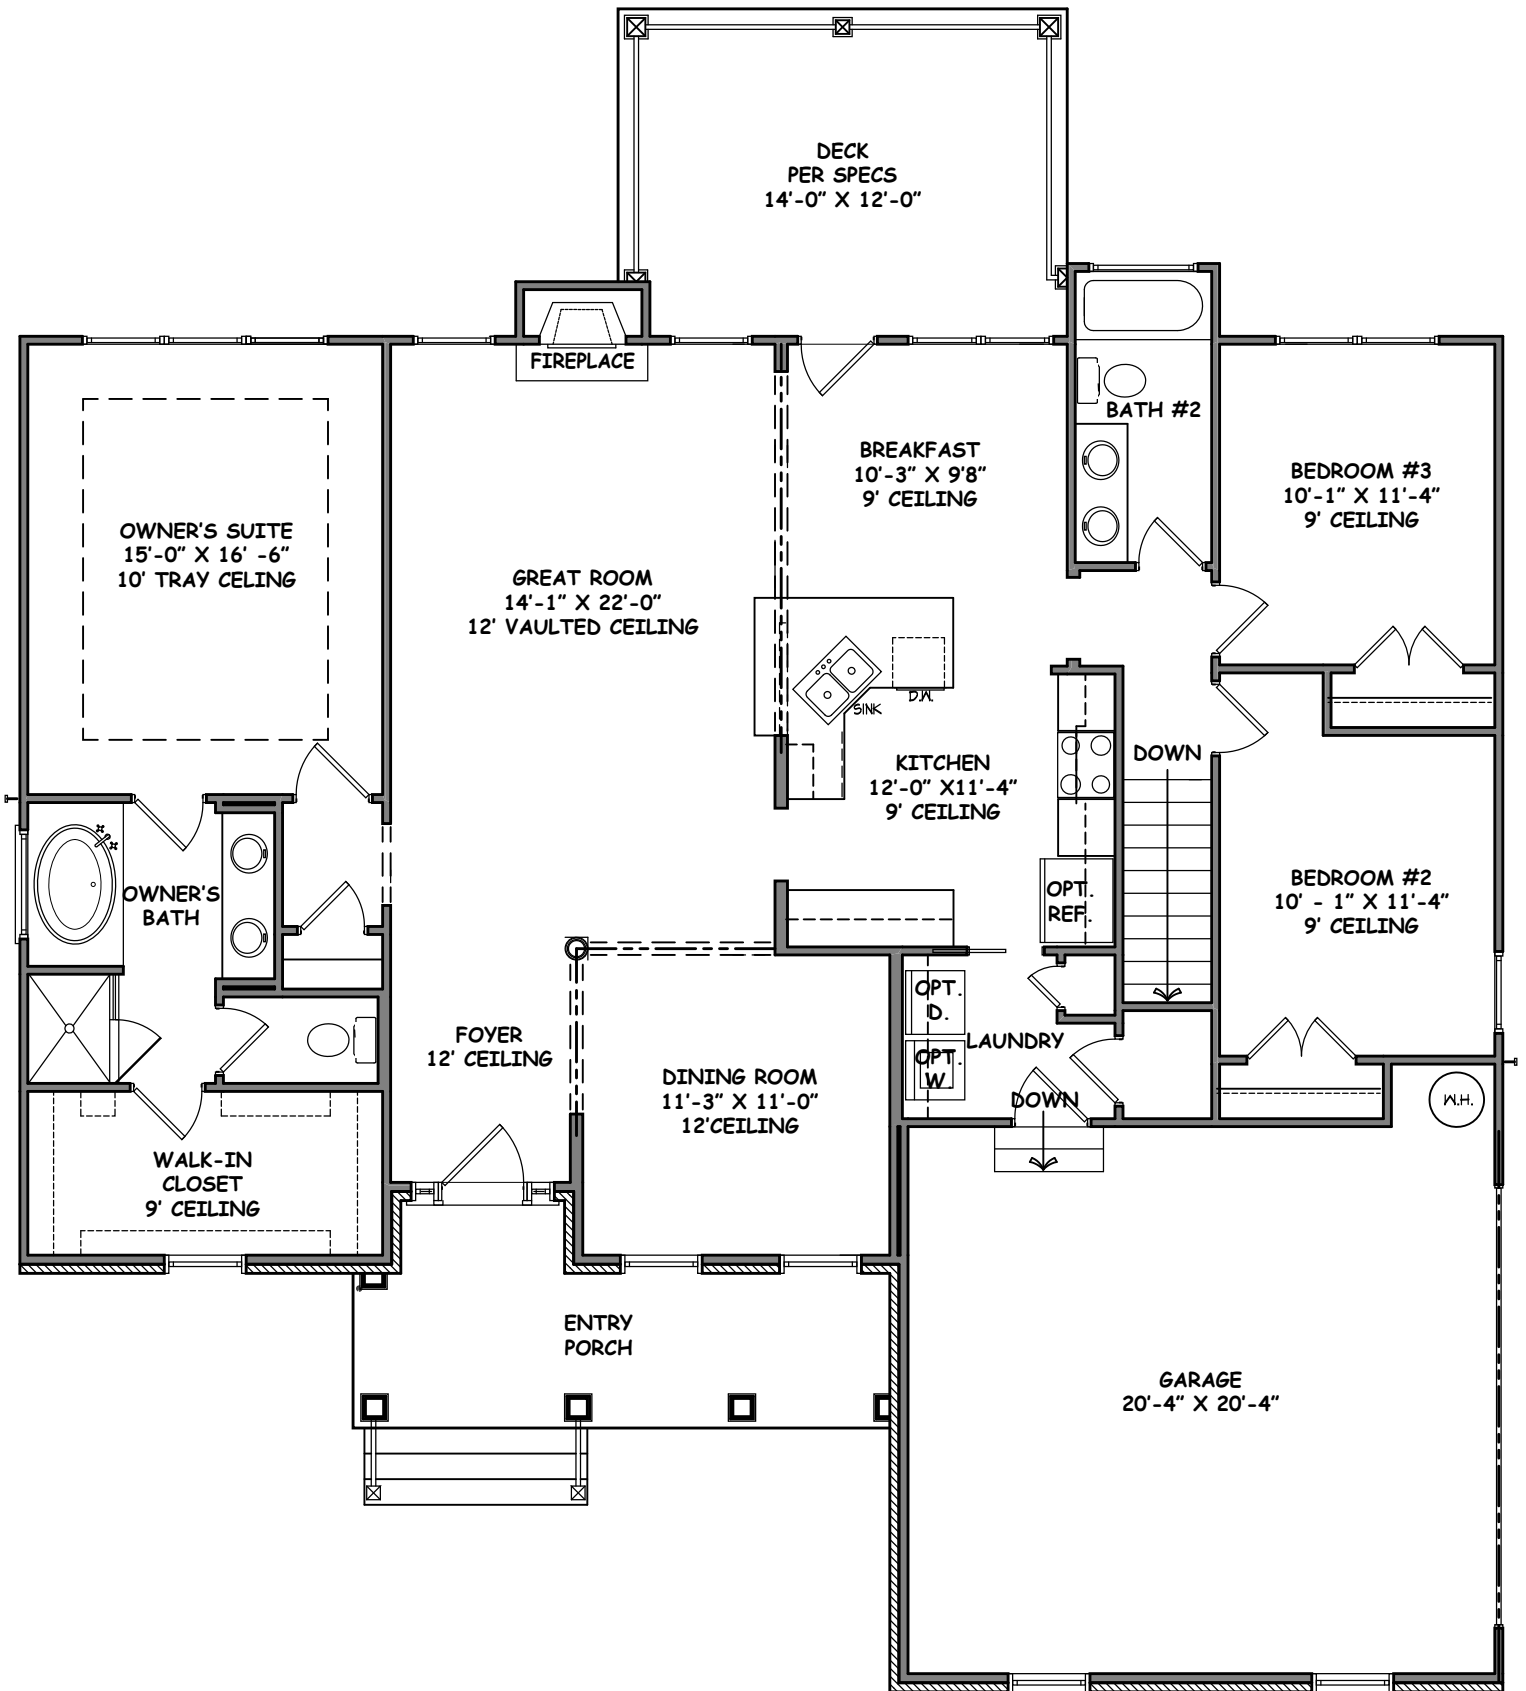 DECK
PER SPECS
14'-0" X 12'-0"
FIREPLACE
BATH #2
BREAKFAST
10'-3" X 9'8"
9' CEILING
BEDROOM #3
10'-1" X 11'-4"
9' CEILING
OWNER'S SUITE
15'-0" X 16' -6"
10' TRAY CELING
GREAT ROOM
14'-1" X 22'-0"
12' VAULTED CEILING
SINK
D.W.
KITCHEN
12'-0" X11'-4"
9' CEILING
DOWN
OWNER'S
BATH
OPT.
REF.
BEDROOM #2
10' - 1" X 11'-4"
9' CEILING
OPT.
D.
LAUNDRY
OPT.
W.
DOWN
FOYER
12' CEILING
DINING ROOM
11'-3" X 11'-0"
12'CEILING
W.H.
WALK-IN
CLOSET
9' CEILING
ENTRY
PORCH
GARAGE
20'-4" X 20'-4"